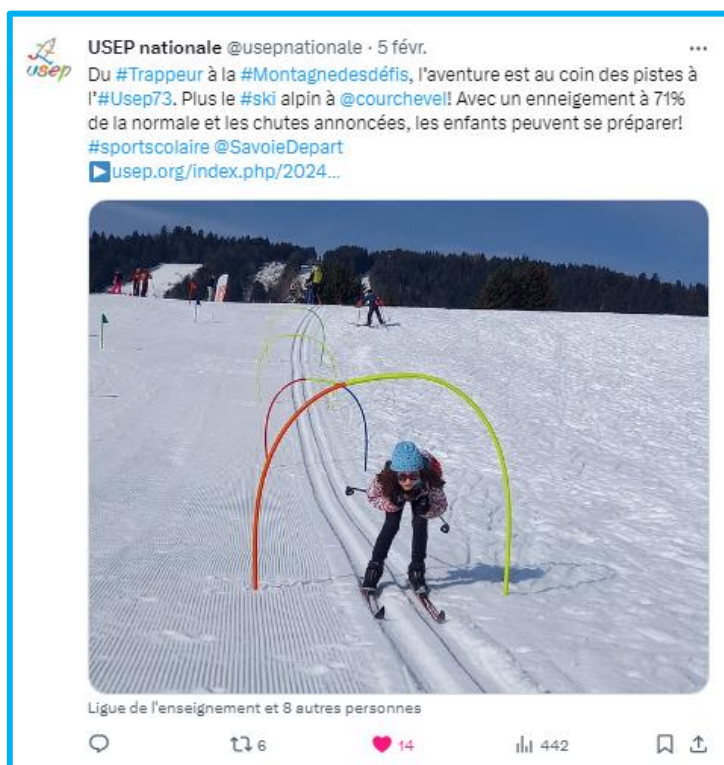 usep
USEP nationale @usepnationale · 5 févr.
Du #Trappeur à la #Montagnedesdéfis, l'aventure est au coin des pistes à
l'#Usep73. Plus le #ski alpin à @courchevel! Avec un enneigement à 71%
de la normale et les chutes annoncées, les enfants peuvent se préparer!
#sportscolaire @SavoieDepart
usep.org/index.php/2024...
Ligue de l'enseignement et 8 autres personnes
6 14 442